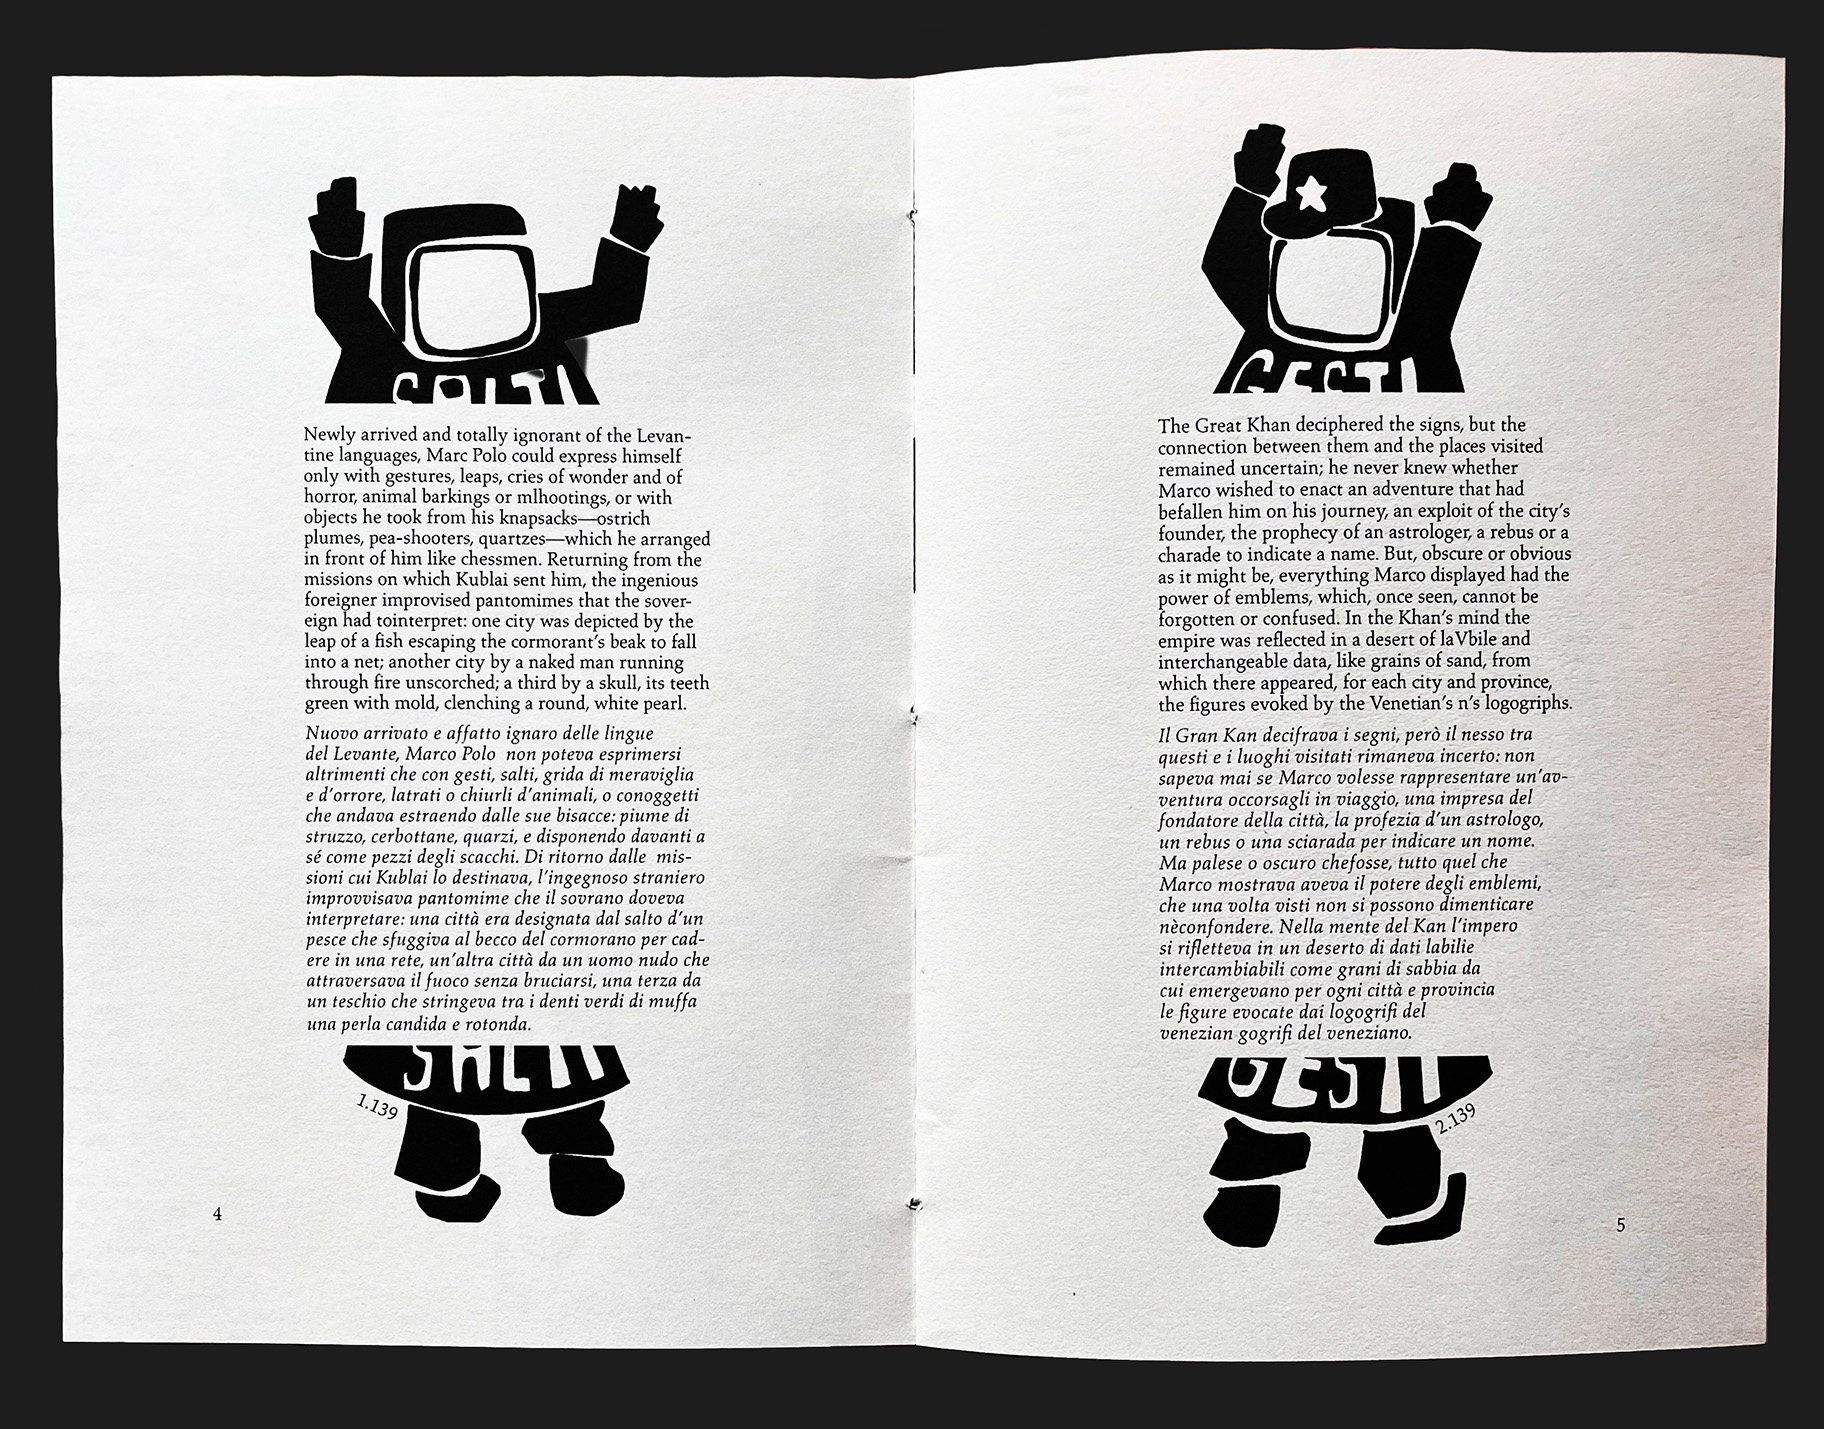 SALTI
Newly arrived and totally ignorant of the Levan-
tine languages, Marc Polo could express himself
only with gestures, leaps, cries of wonder and of
horror, animal barkings or mlhootings, or with
objects he took from his knapsacks—ostrich
plumes, pea-shooters, quartzes—which he arranged
in front of him like chessmen. Returning from the
missions on which Kublai sent him, the ingenious
foreigner improvised pantomimes that the sover-
eign had tointerpret: one city was depicted by the
leap of a fish escaping the cormorant's beak to fall
into a net; another city by a naked man running
through fire unscorched; a third by a skull, its teeth
green with mold, clenching a round, white pearl.
Nuovo arrivato e affatto ignaro delle lingue
del Levante, Marco Polo non poteva esprimersi
altrimenti che con gesti, salti, grida di meraviglia
e d'orrore, latrati o chiurli d'animali, o conoggetti
che andava estraendo dalle sue bisacce: piume di
struzzo, cerbottane, quarzi, e disponendo davanti a
sé come pezzi degli scacchi. Di ritorno dalle mis-
sioni cui Kublai lo destinava, l'ingegnoso straniero
improvvisava pantomime che il sovrano doveva
interpretare: una città era designata dal salto d'un
pesce che sfuggiva al becco del cormorano per cad-
ere in una rete, un'altra città da un uomo nudo che
attraversava il fuoco senza bruciarsi, una terza da
un teschio che stringeva tra i denti verdi di muffa
una perla candida e rotonda.
1.139
4
GESTI
The Great Khan deciphered the signs, but the
connection between them and the places visited
remained uncertain; he never knew whether
Marco wished to enact an adventure that had
befallen him on his journey, an exploit of the city's
founder, the prophecy of an astrologer, a rebus or a
charade to indicate a name. But, obscure or obvious
as it might be, everything Marco displayed had the
power of emblems, which, once seen, cannot be
forgotten or confused. In the Khan's mind the
empire was reflected in a desert of laVbile and
interchangeable data, like grains of sand, from
which there appeared, for each city and province,
the figures evoked by the Venetian's n's logogriphs.
Il Gran Kan decifrava i segni, però il nesso tra
questi e i luoghi visitati rimaneva incerto: non
sapeva mai se Marco volesse rappresentare un'av-
ventura occorsagli in viaggio, una impresa del
fondatore della città, la profezia d'un astrologo,
un rebus o una sciarada per indicare un nome.
Ma palese o oscuro chefosse, tutto quel che
Marco mostrava aveva il potere degli emblemi,
che una volta visti non si possono dimenticare
nèconfondere. Nella mente del Kan l'impero
si rifletteva in un deserto di dati labilie
intercambiabili come grani di sabbia da
cui emergevano per ogni città e provincia
le figure evocate dai logogrifi del
venezian gogrifi del veneziano.
2.139
5